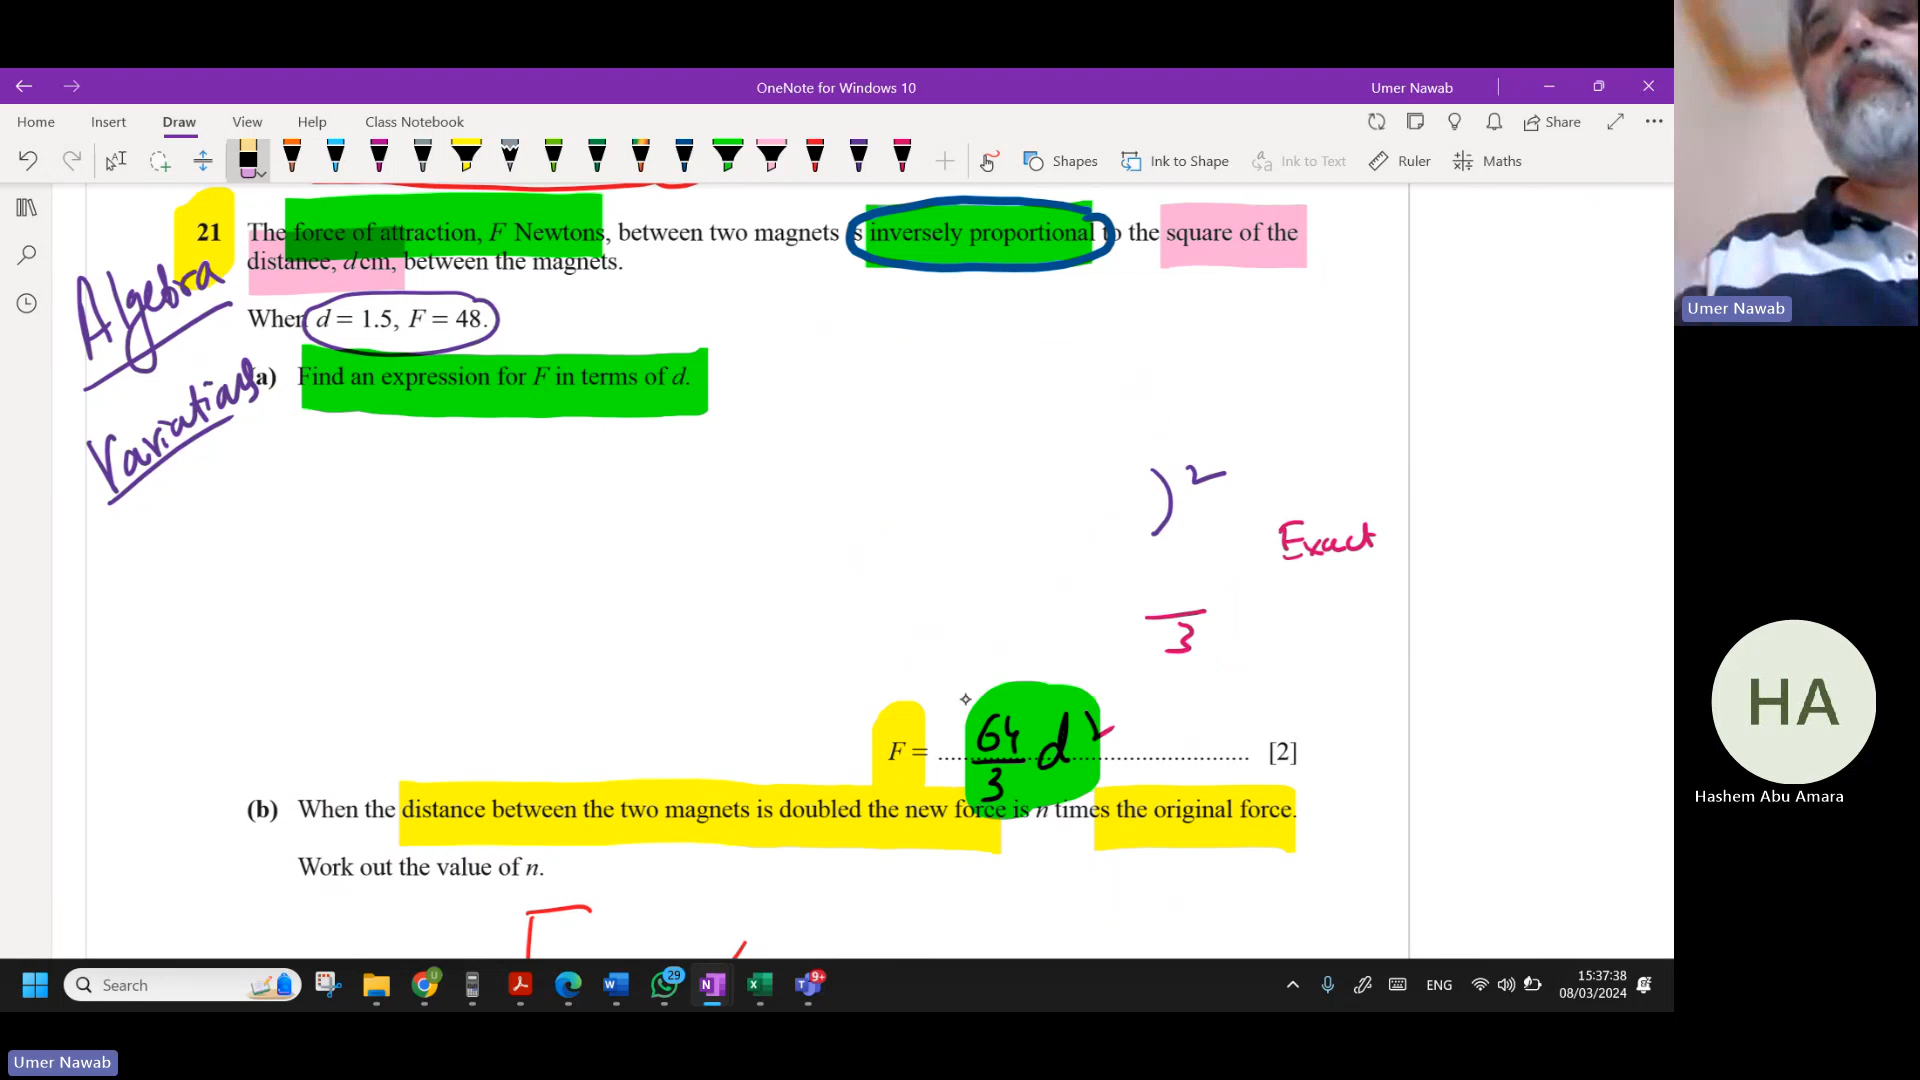 OneNote for Windows 10
Umer Nawab
Home Insert Draw View Help Class Notebook
Share
Shapes Ink to Shape Ink to Text Ruler Maths
21 The force of attraction, F Newtons, between two magnets is inversely proportional to the square of the
distance, d cm, between the magnets.
When d = 1.5, F = 48.
Algebra
(a) Find an expression for F in terms of d.
Variations
)²
Exact
3
F = 64/3 d² [2]
(b) When the distance between the two magnets is doubled the new force is n times the original force.
Work out the value of n.
Umer Nawab
HA
Hashem Abu Amara
Search
U
W
29
N
X
9+
ENG
15:37:38
08/03/2024
Umer Nawab